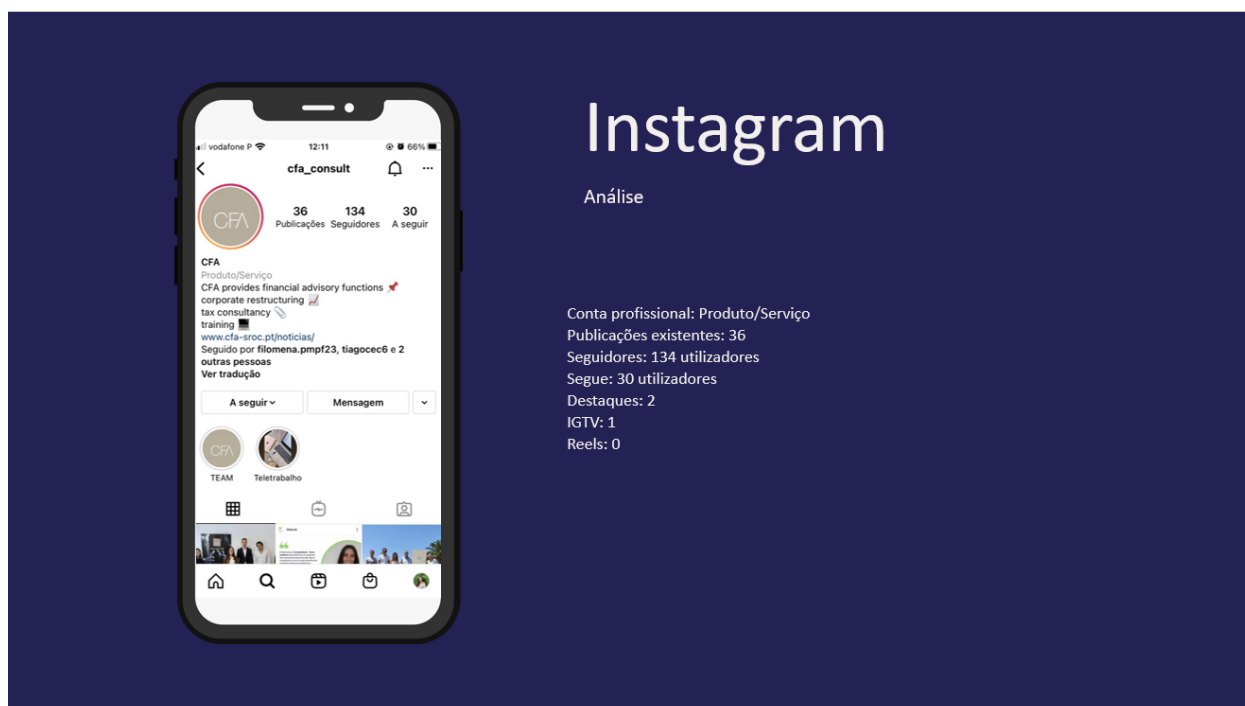 Instagram
Análise
Conta profissional: Produto/Serviço
Publicações existentes: 36
Seguidores: 134 utilizadores
Segue: 30 utilizadores
Destaques: 2
IGTV: 1
Reels: 0
vodafone P
12:11
66%
cfa_consult
CFA
36
134
30
Publicações
Seguidores
A seguir
CFA
Produto/Serviço
CFA provides financial advisory functions 📌
corporate restructuring 📈
tax consultancy 📎
training 💻
www.cfa-sroc.pt/noticias/
Seguido por filomena.pmpf23, tiagocec6 e 2
outras pessoas
Ver tradução
A seguir
Mensagem
CFA
TEAM
Teletrabalho